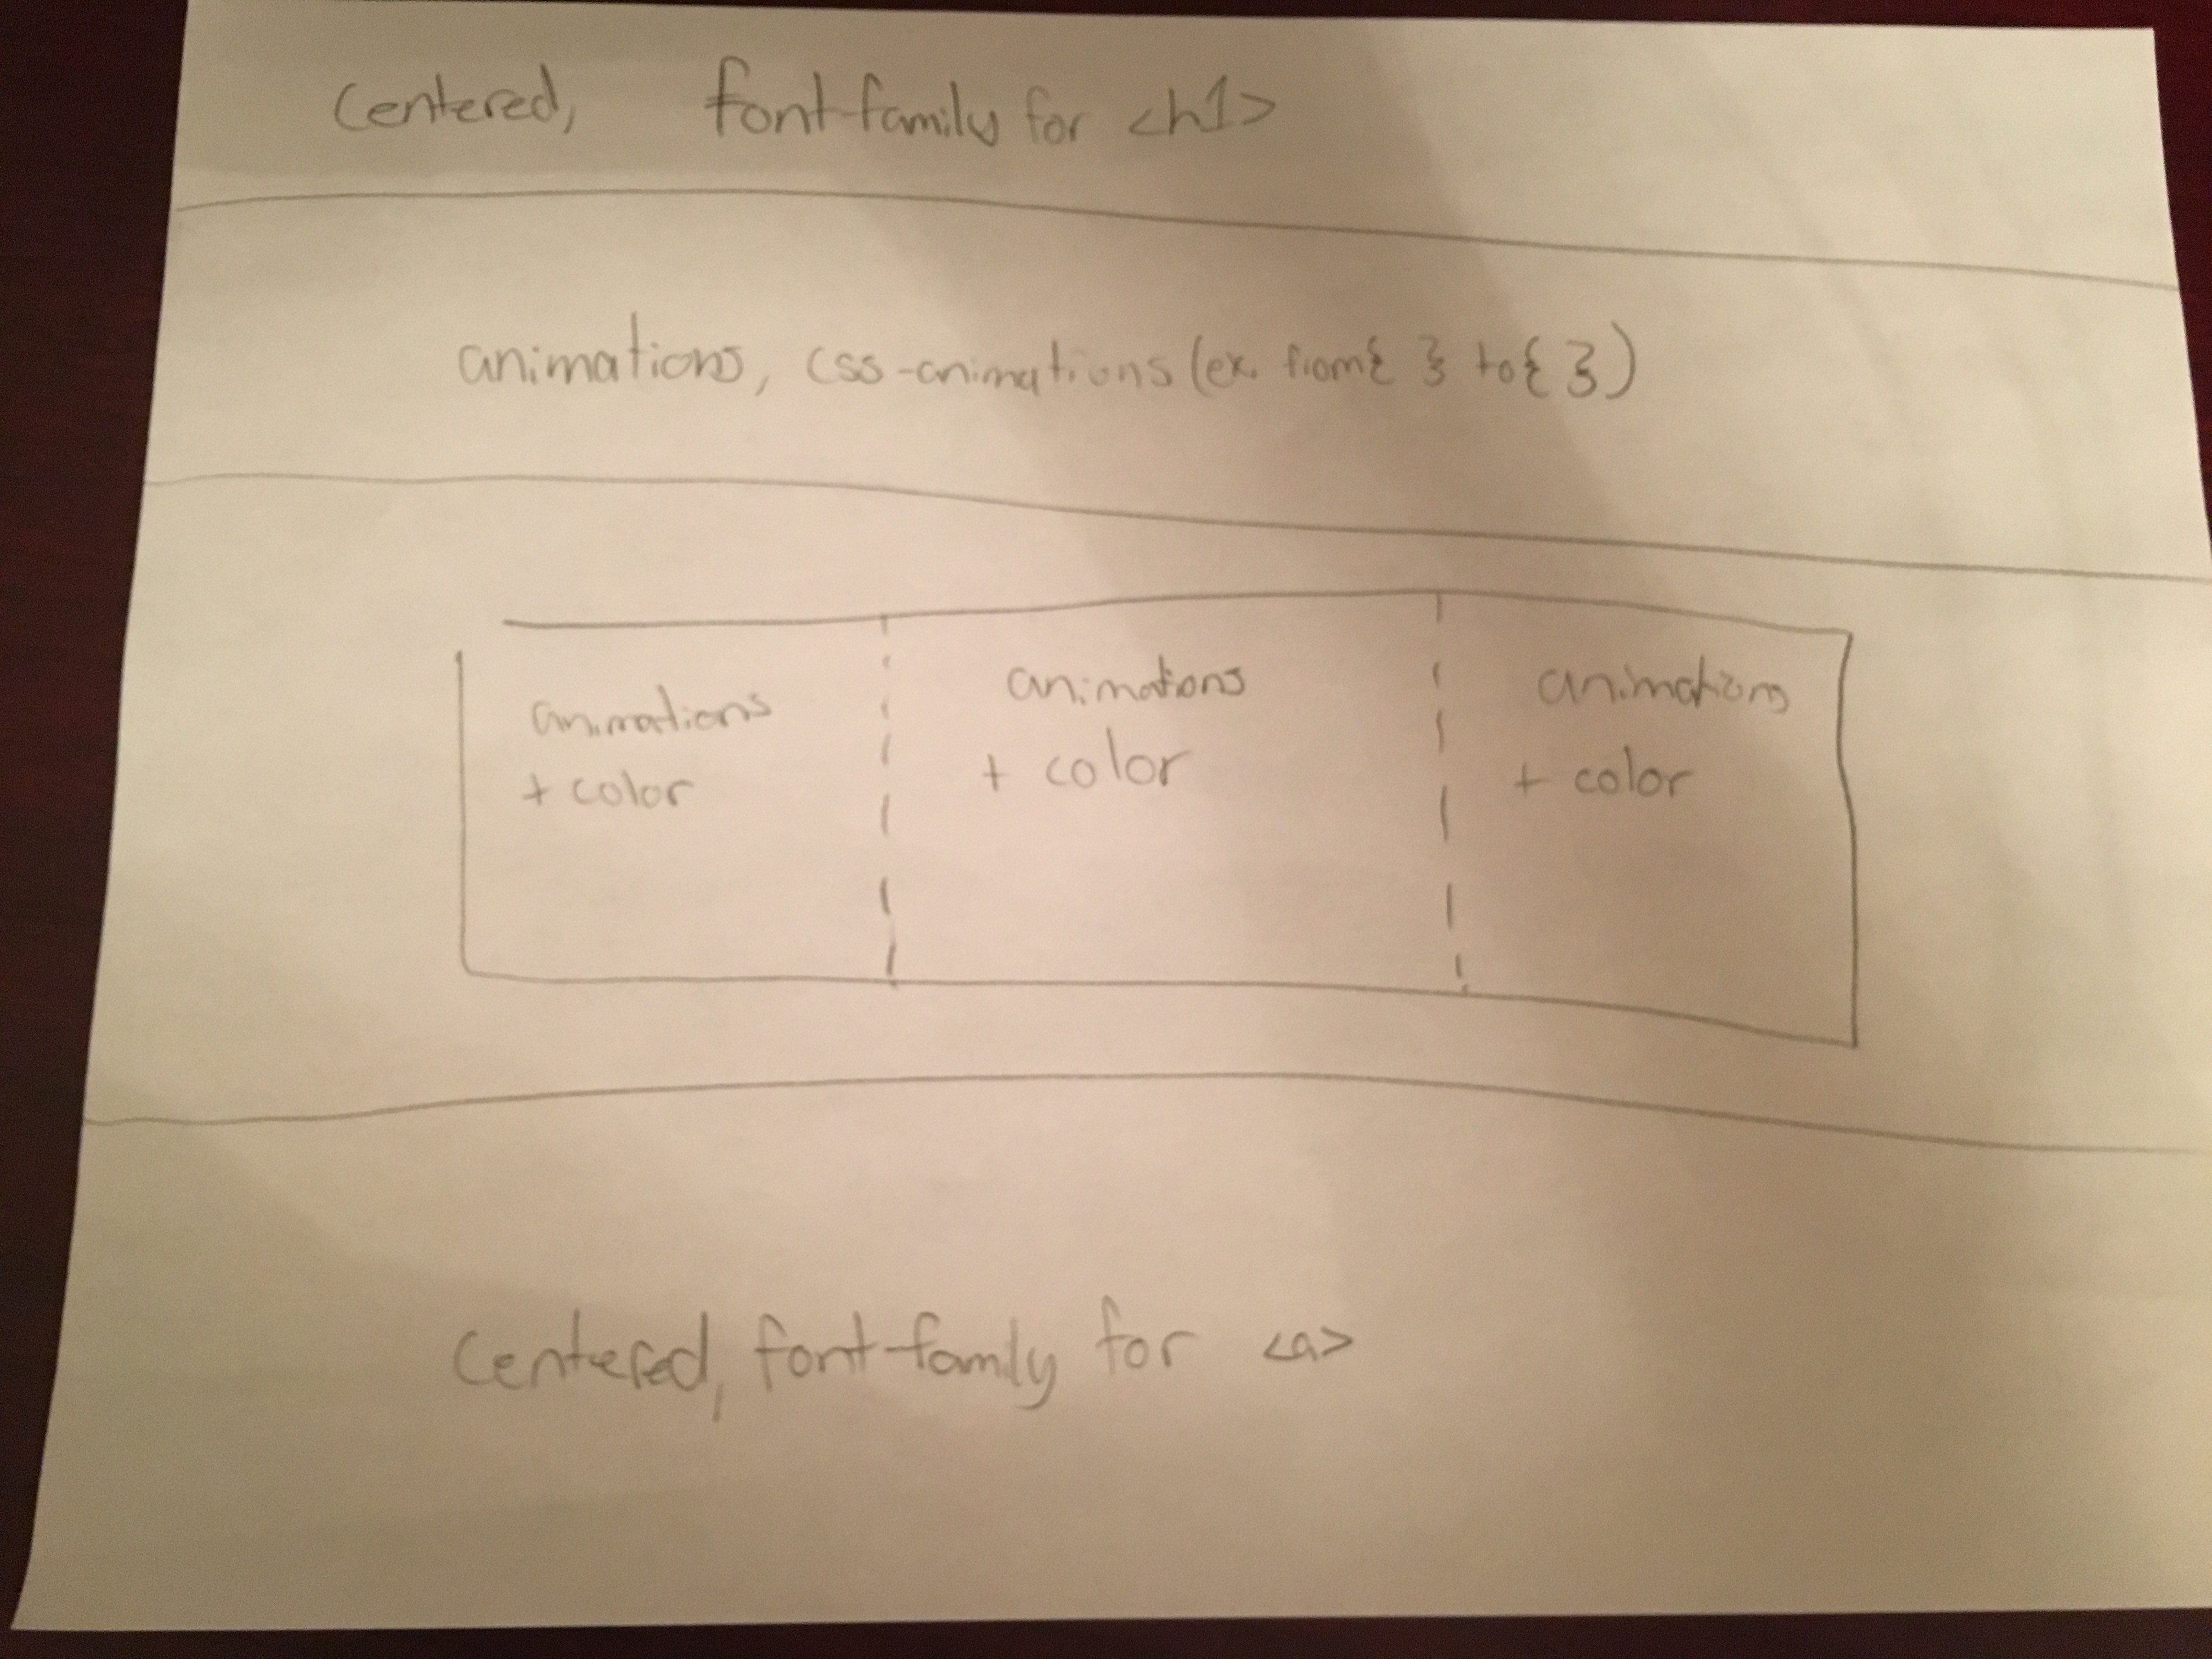 Centered, font-family for <h1>
animations, css-animations (ex. from{ } to{ })
animations
+ color
animations
+ color
animations
+ color
Centered, font-family for <a>